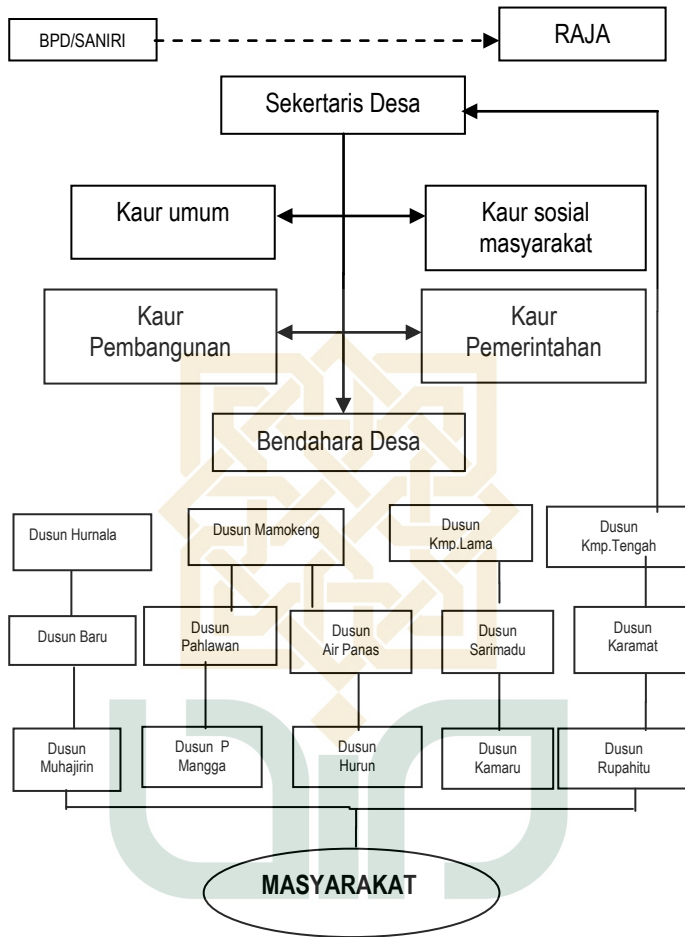 BPD/SANIRI
RAJA
Sekertaris Desa
Kaur umum
Kaur sosial
masyarakat
Kaur
Pembangunan
Kaur
Pemerintahan
Bendahara Desa
Dusun Hurnala
Dusun Mamokeng
Dusun
Kmp.Lama
Dusun
Kmp.Tengah
Dusun Baru
Dusun
Pahlawan
Dusun
Air Panas
Dusun
Sarimadu
Dusun
Karamat
Dusun
Muhajirin
Dusun P
Mangga
Dusun
Hurun
Dusun
Kamaru
Dusun
Rupahitu
MASYARAKAT